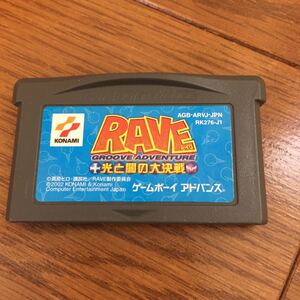 AGB-ARVJ-JPN
RK276-J1
KONAMI
RAVE
GROOVE ADVENTURE
光と闇の大決戦
©真島ヒロ・講談社／RAVE製作委員会
©2002 KONAMI & Konami
Computer Entertainment Japan
ゲームボーイ アドバンス